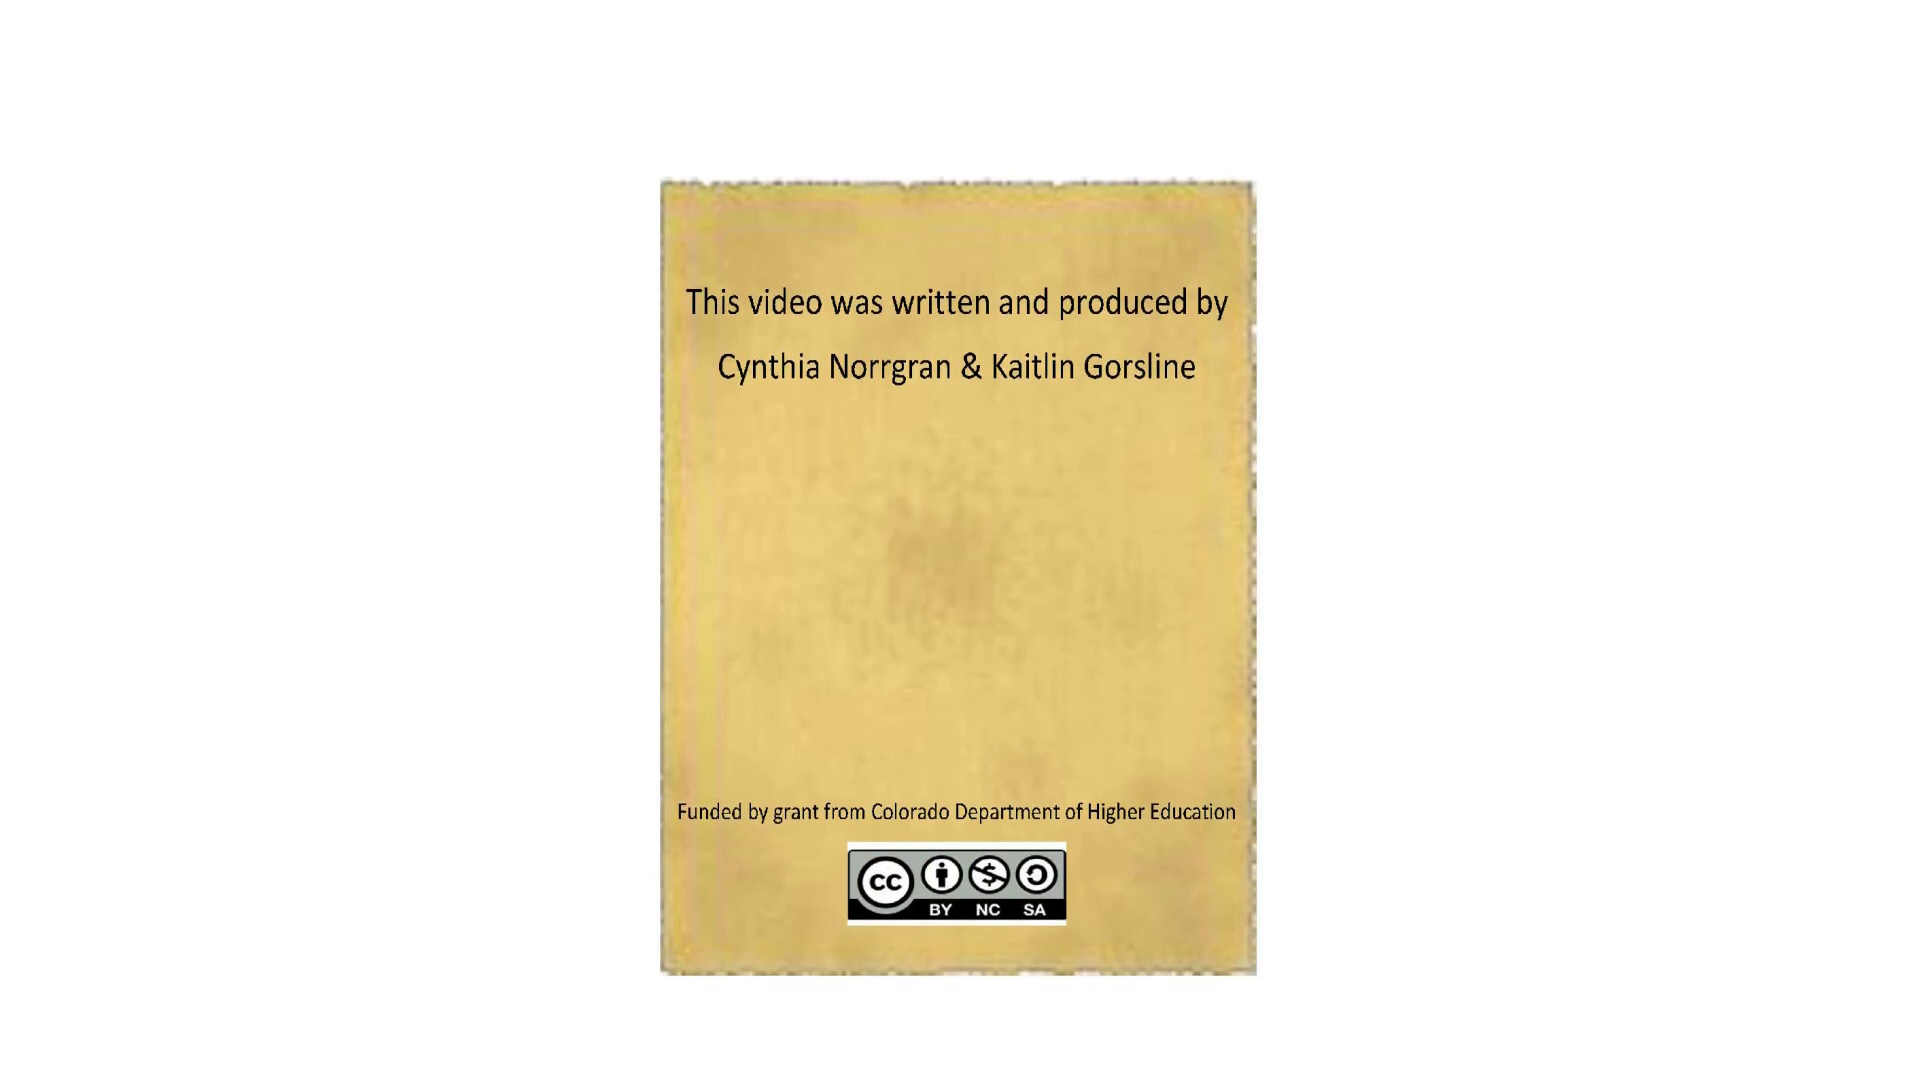 This video was written and produced by
Cynthia Norrgran & Kaitlin Gorsline
Funded by grant from Colorado Department of Higher Education
cc
BY NC SA